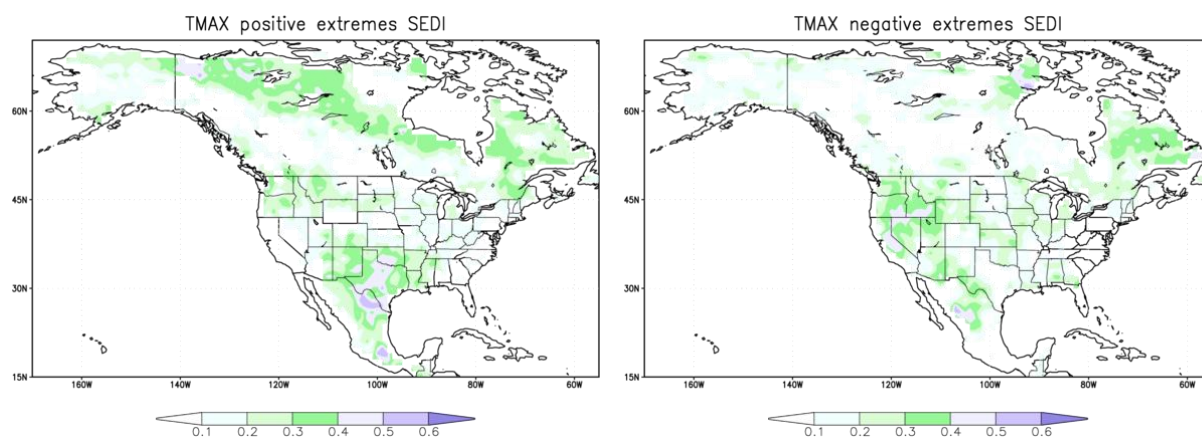 TMAX positive extremes SEDI
60N
45N
30N
15N
160W 140W 120W 100W 80W 60W
0.1 0.2 0.3 0.4 0.5 0.6
TMAX negative extremes SEDI
60N
45N
30N
15N
160W 140W 120W 100W 80W 60W
0.1 0.2 0.3 0.4 0.5 0.6